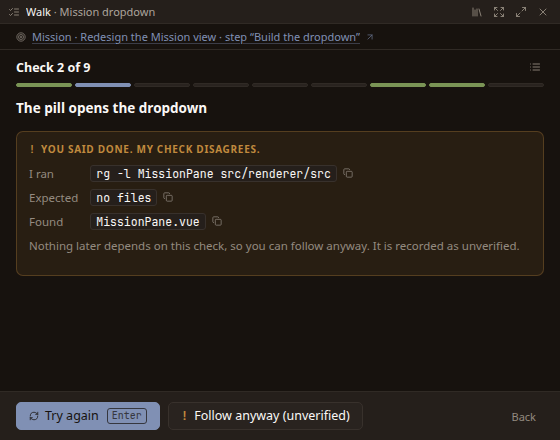 Walk · Mission dropdown
Mission · Redesign the Mission view · step “Build the dropdown”
Check 2 of 9
The pill opens the dropdown
! YOU SAID DONE. MY CHECK DISAGREES.
I ran rg -l MissionPane src/renderer/src
Expected no files
Found MissionPane.vue
Nothing later depends on this, so you can follow anyway. It is recorded as unverified.
Try again Enter ! Follow anyway (unverified) Back